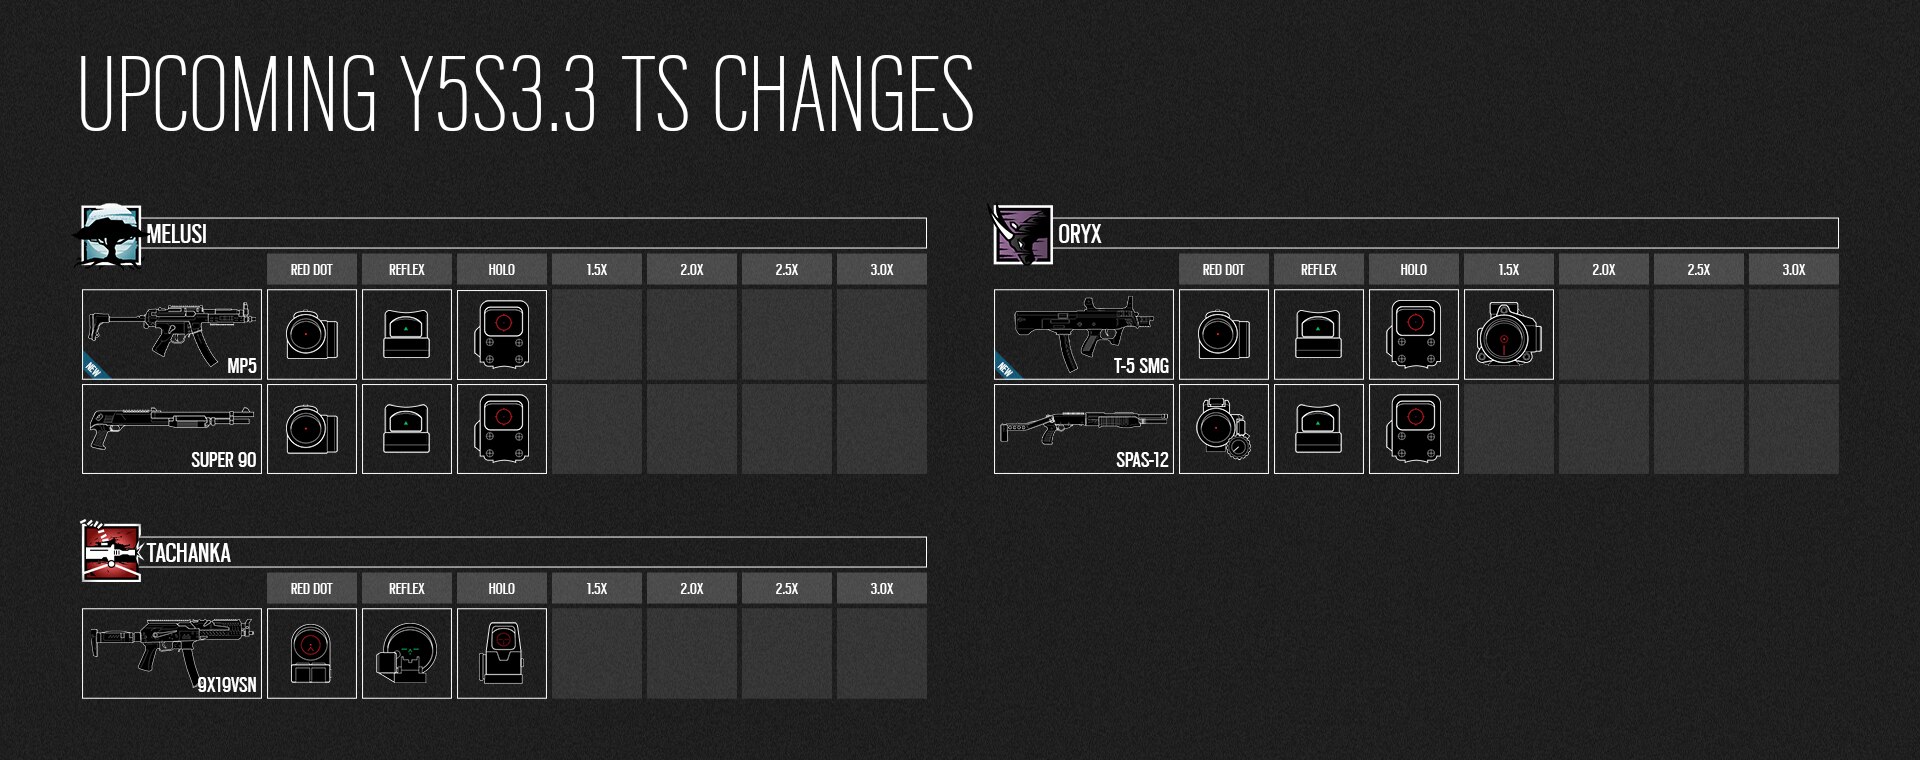 UPCOMING Y5S3.3 TS CHANGES
MELUSI
RED DOT REFLEX HOLO 1.5X 2.0X 2.5X 3.0X
NEW
MP5
SUPER 90
ORYX
RED DOT REFLEX HOLO 1.5X 2.0X 2.5X 3.0X
NEW
T-5 SMG
SPAS-12
TACHANKA
RED DOT REFLEX HOLO 1.5X 2.0X 2.5X 3.0X
9X19VSN